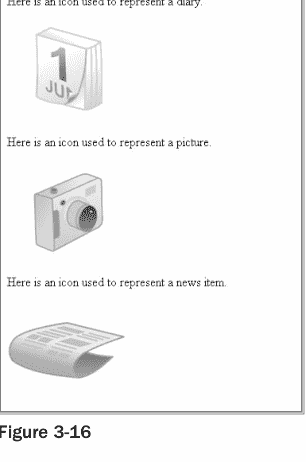 Here is an icon used to represent a diary.
1
JUN
Here is an icon used to represent a picture.
Here is an icon used to represent a news item.
Figure 3-16